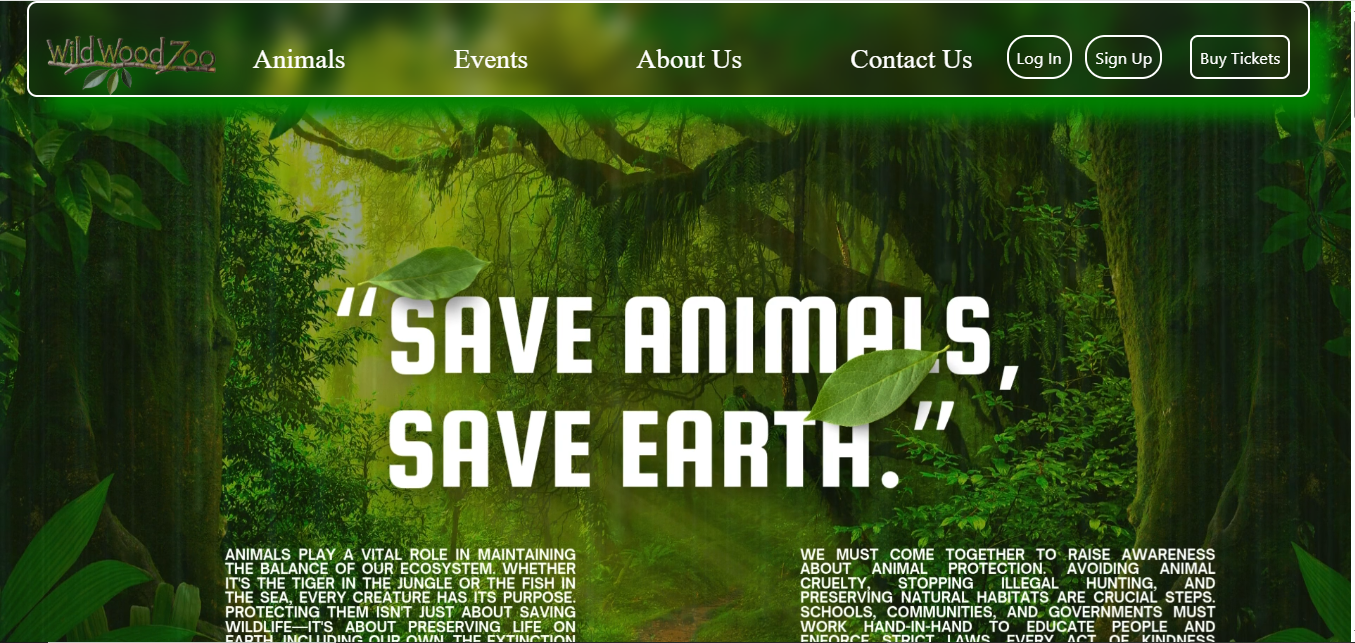 WildWoodZoo
Animals
Events
About Us
Contact Us
Log In
Sign Up
Buy Tickets
“SAVE ANIMALS,
SAVE EARTH.”
ANIMALS PLAY A VITAL ROLE IN MAINTAINING
THE BALANCE OF OUR ECOSYSTEM. WHETHER
IT'S THE TIGER IN THE JUNGLE OR THE FISH IN
THE SEA, EVERY CREATURE HAS ITS PURPOSE.
PROTECTING THEM ISN'T JUST ABOUT SAVING
WILDLIFE—IT'S ABOUT PRESERVING LIFE ON
EARTH, INCLUDING OUR OWN. THE EXTINCTION
WE MUST COME TOGETHER TO RAISE AWARENESS
ABOUT ANIMAL PROTECTION. AVOIDING ANIMAL
CRUELTY, STOPPING ILLEGAL HUNTING, AND
PRESERVING NATURAL HABITATS ARE CRUCIAL STEPS.
SCHOOLS, COMMUNITIES, AND GOVERNMENTS MUST
WORK HAND-IN-HAND TO EDUCATE PEOPLE AND
ENFORCE STRICT LAWS. EVERY ACT OF KINDNESS